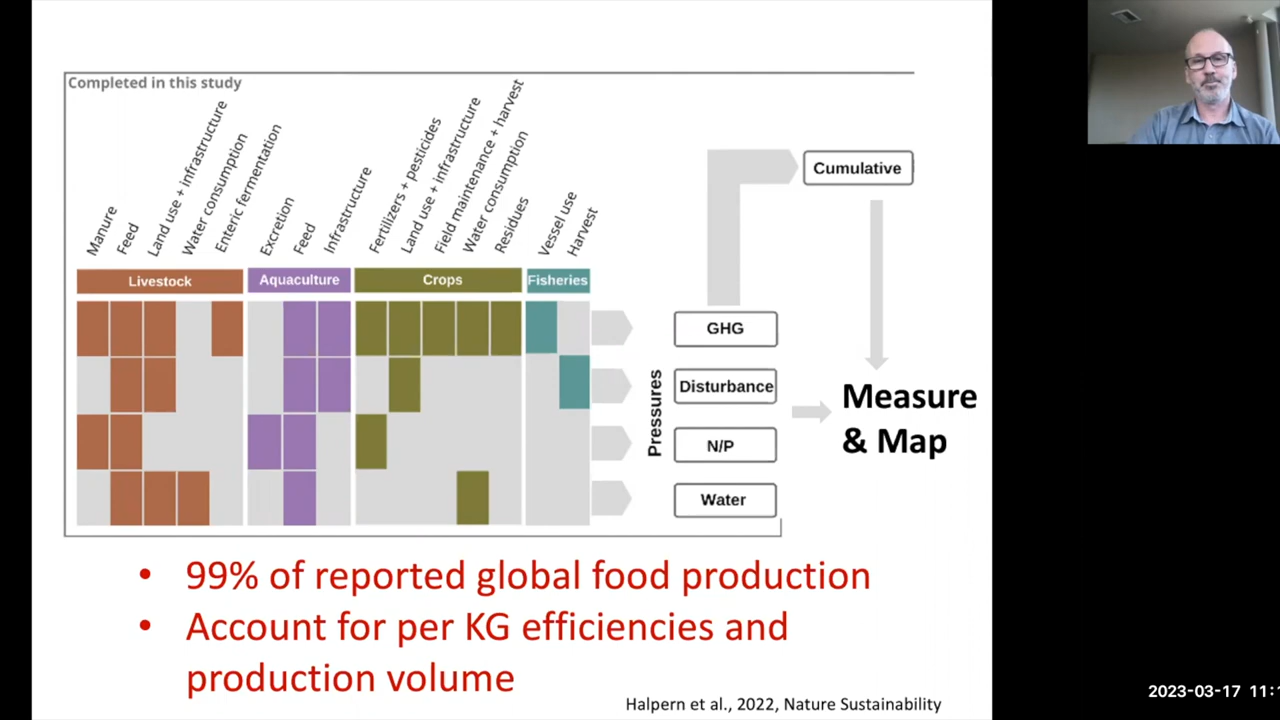 Completed in this study
Manure
Feed
Land use + infrastructure
Water consumption
Enteric fermentation
Excretion
Feed
Infrastructure
Fertilizers + pesticides
Land use + infrastructure
Field maintenance + harvest
Water consumption
Residues
Vessel use
Harvest
Livestock
Aquaculture
Crops
Fisheries
Cumulative
GHG
Disturbance
N/P
Water
Pressures
Measure
& Map
• 99% of reported global food production
• Account for per KG efficiencies and
production volume
Halpern et al., 2022, Nature Sustainability
2023-03-17